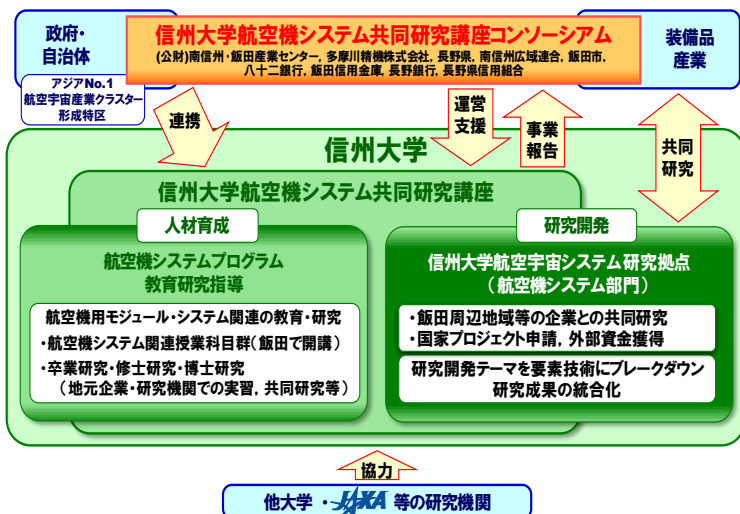 政府・
自治体
信州大学航空機システム共同研究講座コンソーシアム
(公財)南信州・飯田産業センター, 多摩川精機株式会社, 長野県, 南信州広域連合, 飯田市,
八十二銀行, 飯田信用金庫, 長野銀行, 長野県信用組合
装備品
産業
アジアNo.1
航空宇宙産業クラスター
形成特区
連携
運営
支援
事業
報告
共同
研究
信州大学
信州大学航空機システム共同研究講座
人材育成
航空機システムプログラム
教育研究指導
航空機用モジュール・システム関連の教育・研究
・航空機システム関連授業科目群(飯田で開講)
・卒業研究・修士研究・博士研究
(地元企業・研究機関での実習, 共同研究等)
研究開発
信州大学航空宇宙システム研究拠点
(航空機システム部門)
・飯田周辺地域等の企業との共同研究
・国家プロジェクト申請, 外部資金獲得
研究開発テーマを要素技術にブレークダウン
研究成果の統合化
協力
他大学・JAXA 等の研究機関